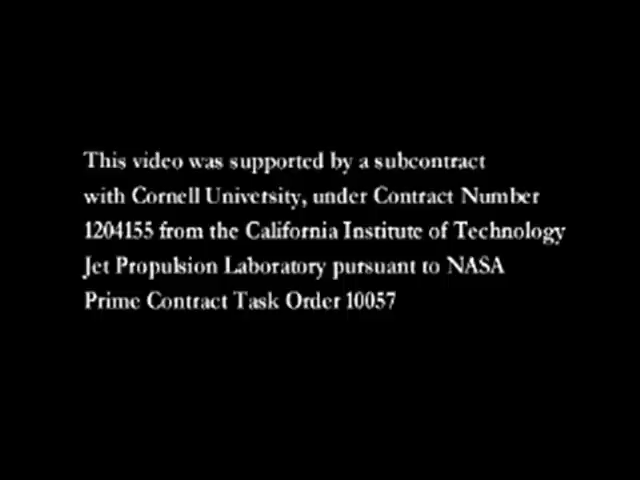 This video was supported by a subcontract
with Cornell University, under Contract Number
1204155 from the California Institute of Technology
Jet Propulsion Laboratory pursuant to NASA
Prime Contract Task Order 10057